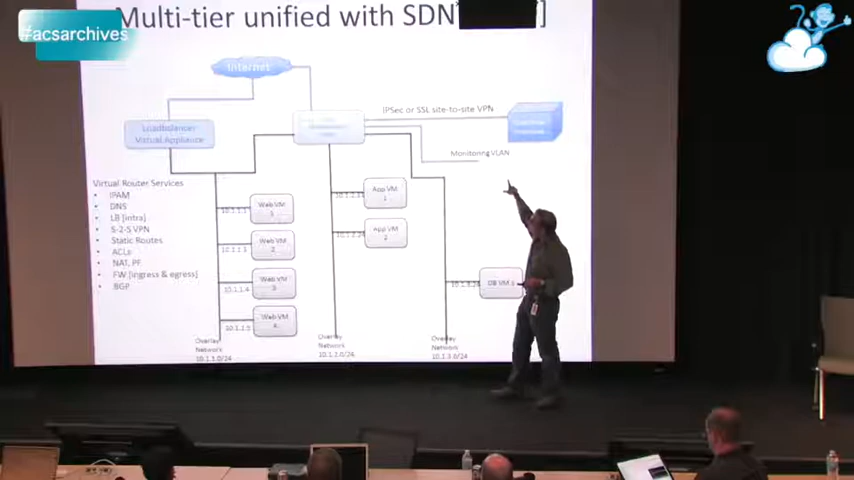 Multi-tier unified with SDN
#acsarchives
Internet
IPSec or SSL site-to-site VPN
Loadbalancer
Virtual Appliance
Monitoring VLAN
Virtual Router Services
• IPAM
• DNS
• LB [intra]
• S-2-S VPN
• Static Routes
• ACLs
• NAT, PF
• FW [ingress & egress]
• BGP
10.1.1.1
Web VM
Web VM
2
Web VM
3
10.1.1.4
Web VM
4
10.1.1.5
App VM
1
App VM
2
DB VM
Overlay
Network
10.1.1.0/24
Overlay
Network
10.1.2.0/24
Overlay
Network
10.1.3.0/24